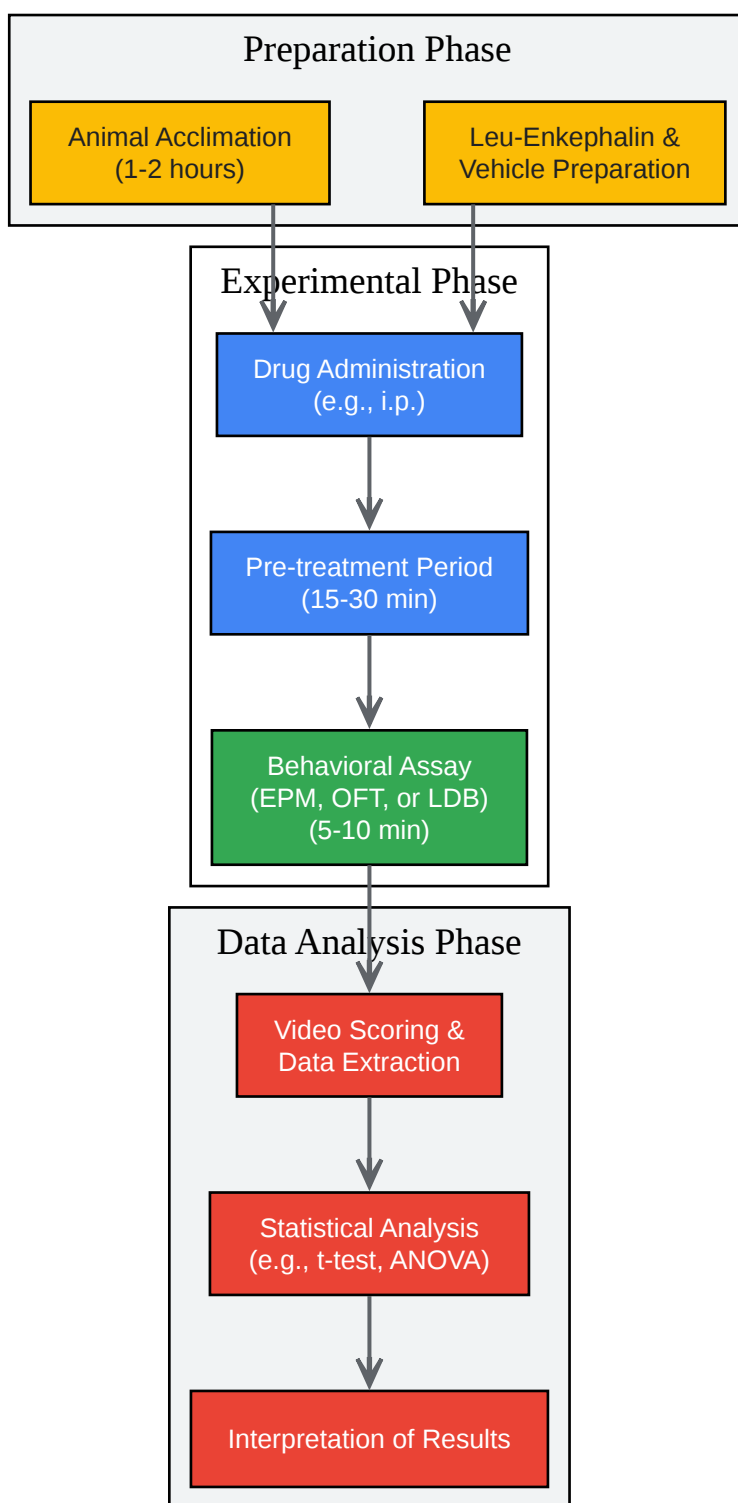 Preparation Phase
Animal Acclimation
(1-2 hours)
Leu-Enkephalin &
Vehicle Preparation
Experimental Phase
Drug Administration
(e.g., i.p.)
Pre-treatment Period
(15-30 min)
Behavioral Assay
(EPM, OFT, or LDB)
(5-10 min)
Data Analysis Phase
Video Scoring &
Data Extraction
Statistical Analysis
(e.g., t-test, ANOVA)
Interpretation of Results